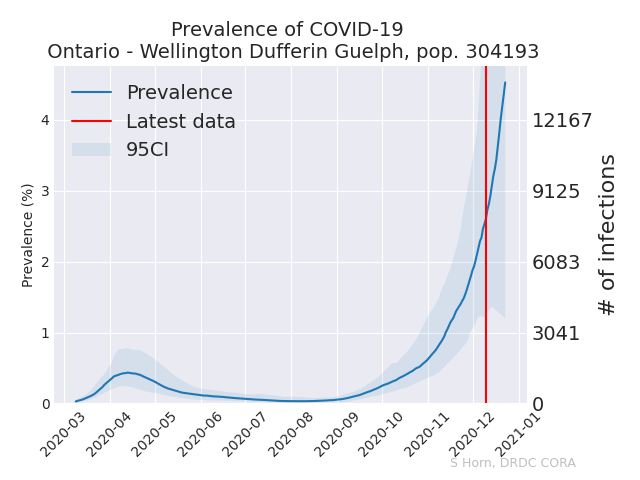 Prevalence of COVID-19
Ontario - Wellington Dufferin Guelph, pop. 304193
Prevalence
Latest data
95CI
Prevalence (%)
4
3
2
1
0
12167
9125
6083
3041
0
# of infections
2020-03
2020-04
2020-05
2020-06
2020-07
2020-08
2020-09
2020-10
2020-11
2020-12
2021-01
S Horn, DRDC CORA